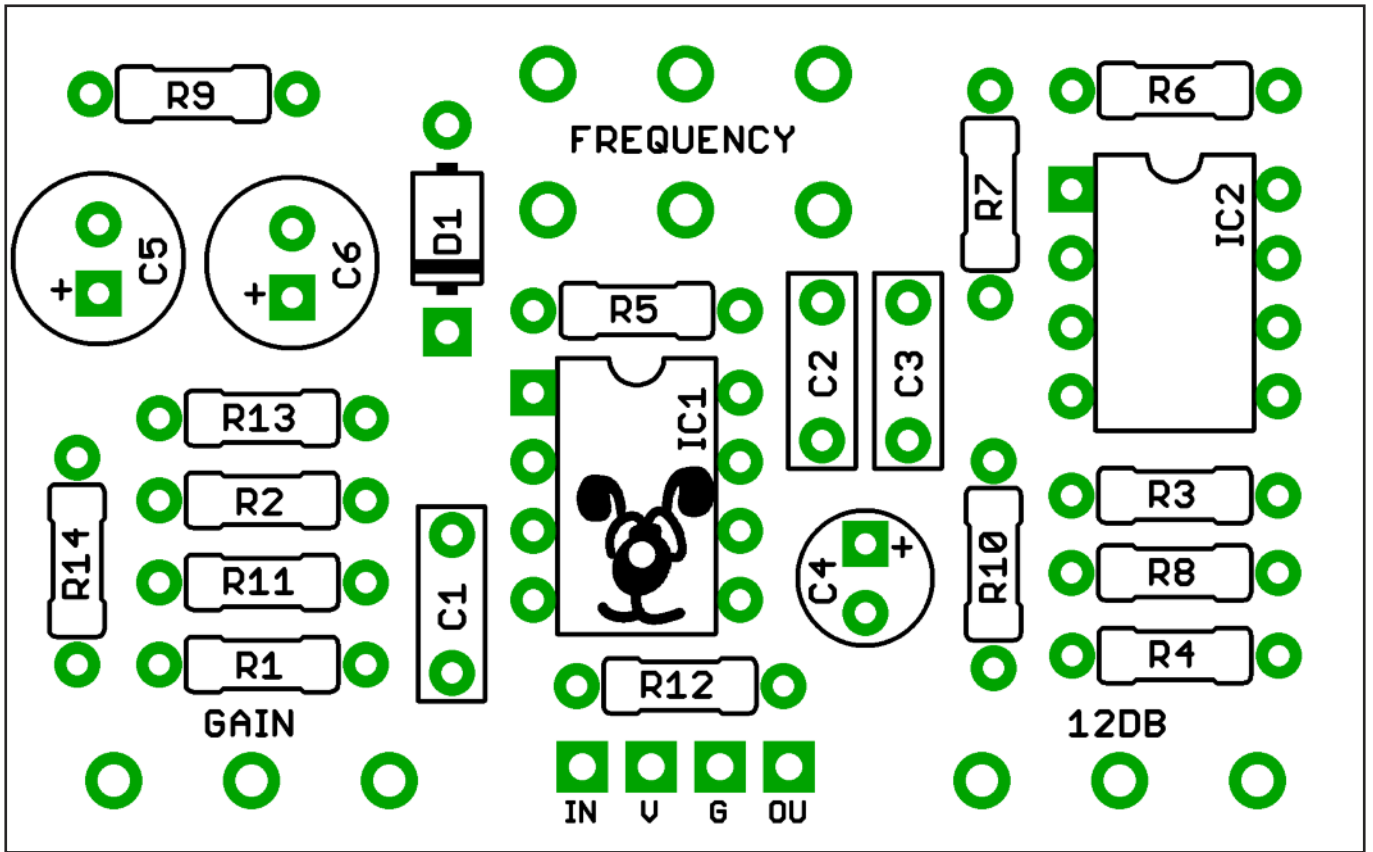 R9
FREQUENCY
R6
R7
IC2
D1
C5
+
C6
+
R5
C2
C3
IC1
R13
R2
R14
R11
R1
C1
C4
+
R10
R3
R8
R4
R12
GAIN
12DB
IN V G OU